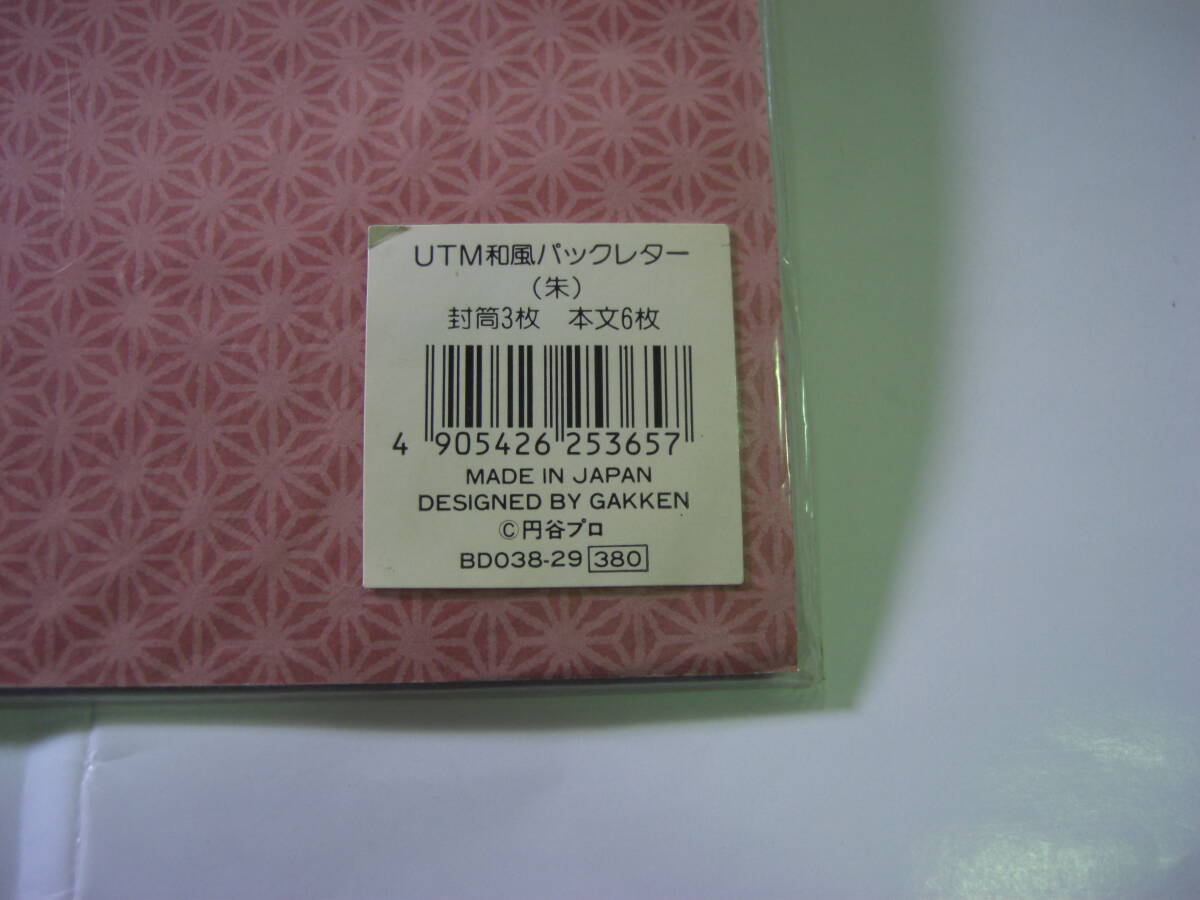 UTM和風パックレター
(朱)
封筒3枚　本文6枚
4 905426 253657
MADE IN JAPAN
DESIGNED BY GAKKEN
©円谷プロ
BD038-29 380